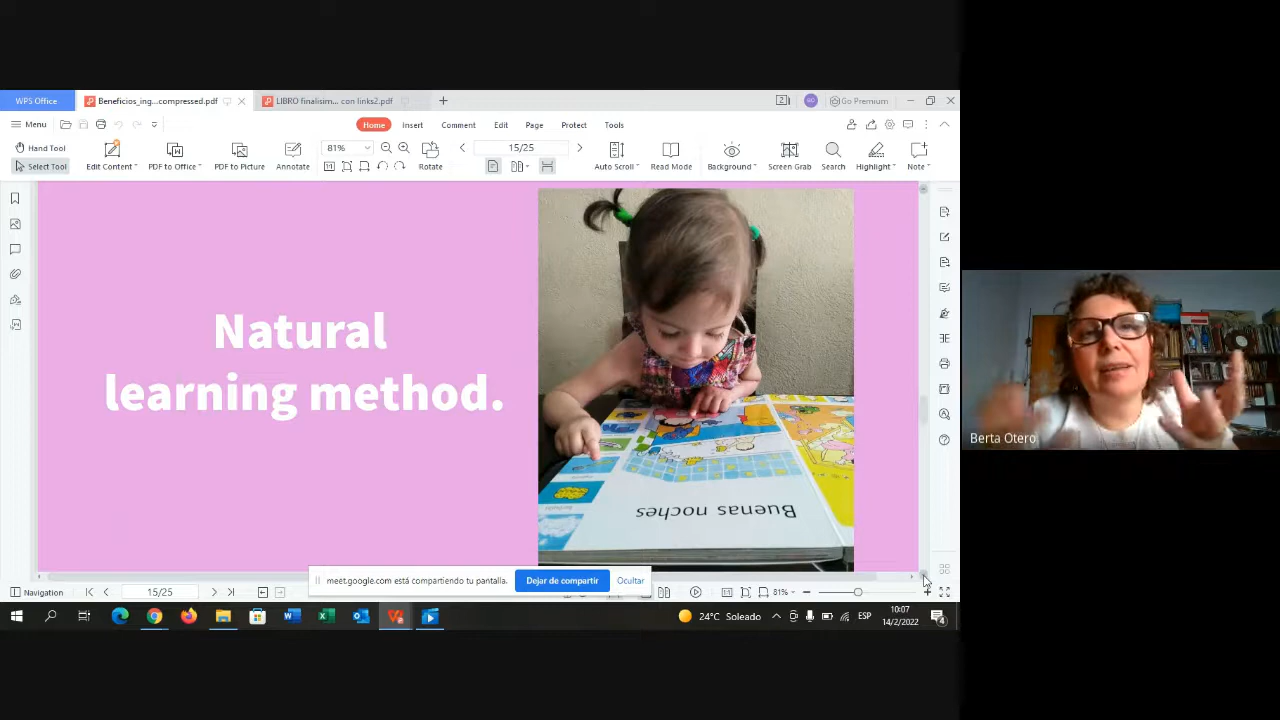 WPS Office
Beneficios_ing...compressed.pdf
LIBRO finalisim... con links2.pdf
Go Premium
Menu
Home
Insert
Comment
Edit
Page
Protect
Tools
Hand Tool
Select Tool
Edit Content
PDF to Office
PDF to Picture
Annotate
81%
15/25
Rotate
Auto Scroll
Read Mode
Background
Screen Grab
Search
Highlight
Note
Natural
learning method.
Buenas noches
Berta Otero
meet.google.com está compartiendo tu pantalla.
Dejar de compartir
Ocultar
Navigation
15/25
81%
24°C Soleado
ESP
10:07
14/2/2022